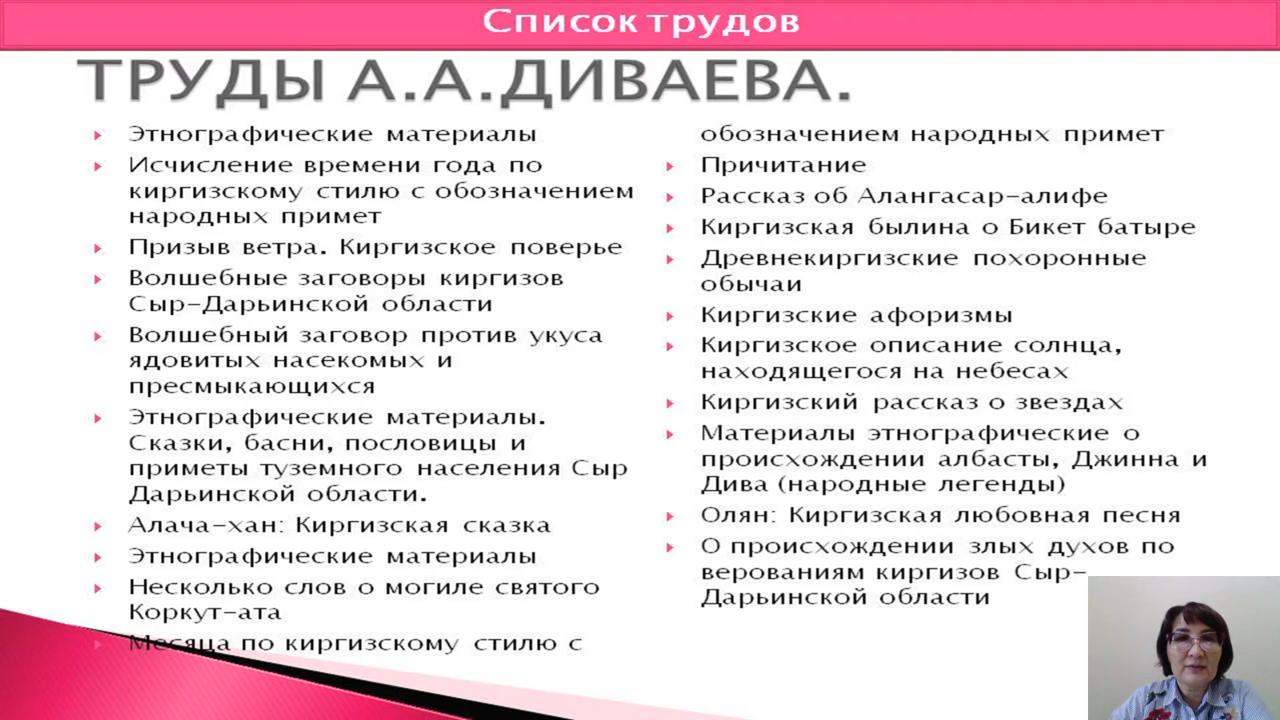 Список трудов
ТРУДЫ А.А.ДИВАЕВА.
Этнографические материалы
Исчисление времени года по
киргизскому стилю с обозначением
народных примет
Призыв ветра. Киргизское поверье
Волшебные заговоры киргизов
Сыр-Дарьинской области
Волшебный заговор против укуса
ядовитых насекомых и
пресмыкающихся
Этнографические материалы.
Сказки, басни, пословицы и
приметы туземного населения Сыр
Дарьинской области.
Алача-хан: Киргизская сказка
Этнографические материалы
Несколько слов о могиле святого
Коркут-ата
Месяца по киргизскому стилю с
обозначением народных примет
Причитание
Рассказ об Алангасар-алифе
Киргизская былина о Бикет батыре
Древнекиргизские похоронные
обычаи
Киргизские афоризмы
Киргизское описание солнца,
находящегося на небесах
Киргизский рассказ о звездах
Материалы этнографические о
происхождении албасты, Джинна и
Дива (народные легенды)
Олян: Киргизская любовная песня
О происхождении злых духов по
верованиям киргизов Сыр-
Дарьинской области